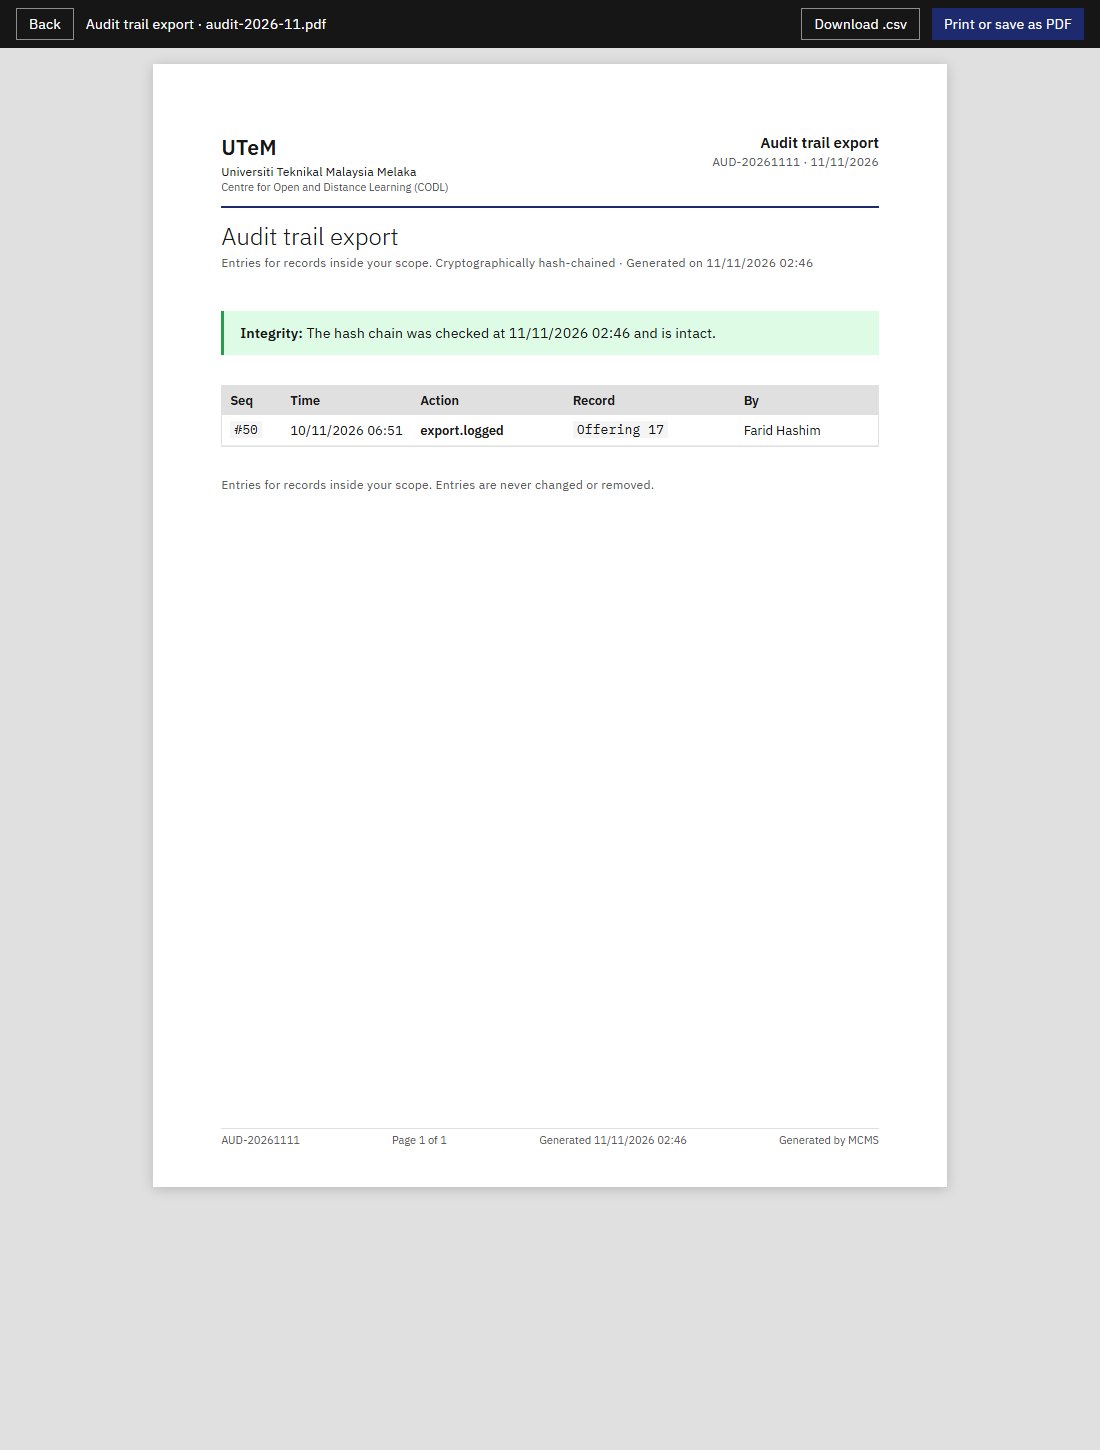 Back
Audit trail export · audit-2026-11.pdf
Download .csv
Print or save as PDF
UTeM
Universiti Teknikal Malaysia Melaka
Centre for Open and Distance Learning (CODL)
Audit trail export
AUD-20261111 · 11/11/2026
Audit trail export
Entries for records inside your scope. Cryptographically hash-chained · Generated on 11/11/2026 02:46
Integrity: The hash chain was checked at 11/11/2026 02:46 and is intact.
Seq Time Action Record By
#50 10/11/2026 06:51 export.logged Offering 17 Farid Hashim
Entries for records inside your scope. Entries are never changed or removed.
AUD-20261111 Page 1 of 1 Generated 11/11/2026 02:46 Generated by MCMS